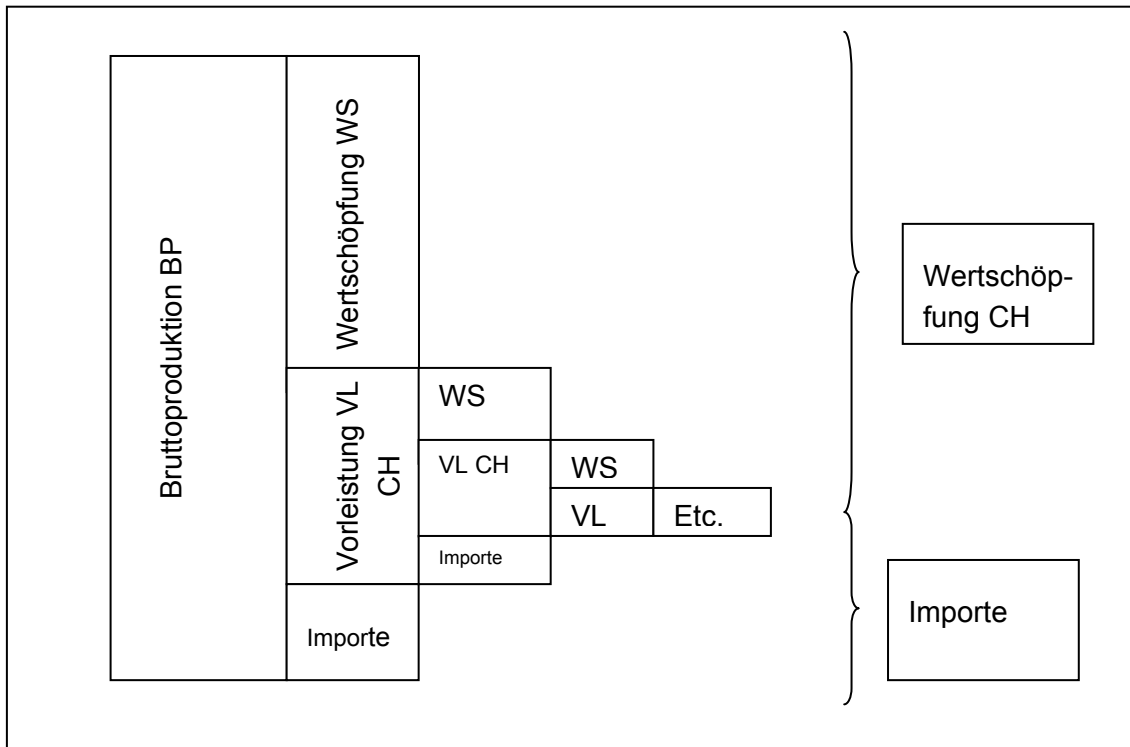 Bruttoproduktion BP
Wertschöpfung WS
Vorleistung VL
CH
Importe
WS
VL CH
Importe
WS
VL
Etc.
Wertschöp-
fung CH
Importe